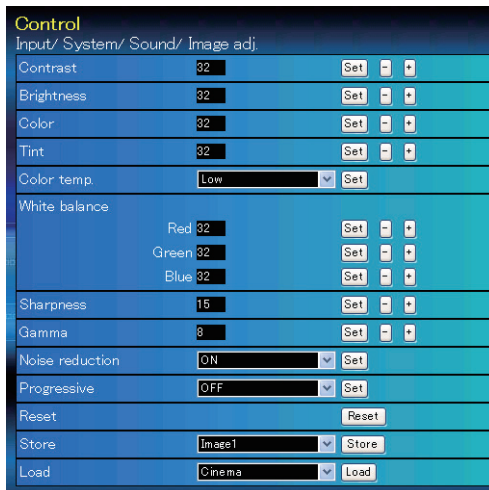 Control
Input/ System/ Sound/ Image adj.
Contrast 32 Set - +
Brightness 32 Set - +
Color 32 Set - +
Tint 32 Set - +
Color temp. Low Set
White balance
Red 32 Set - +
Green 32 Set - +
Blue 32 Set - +
Sharpness 15 Set - +
Gamma 8 Set - +
Noise reduction ON Set
Progressive OFF Set
Reset Reset
Store Image1 Store
Load Cinema Load